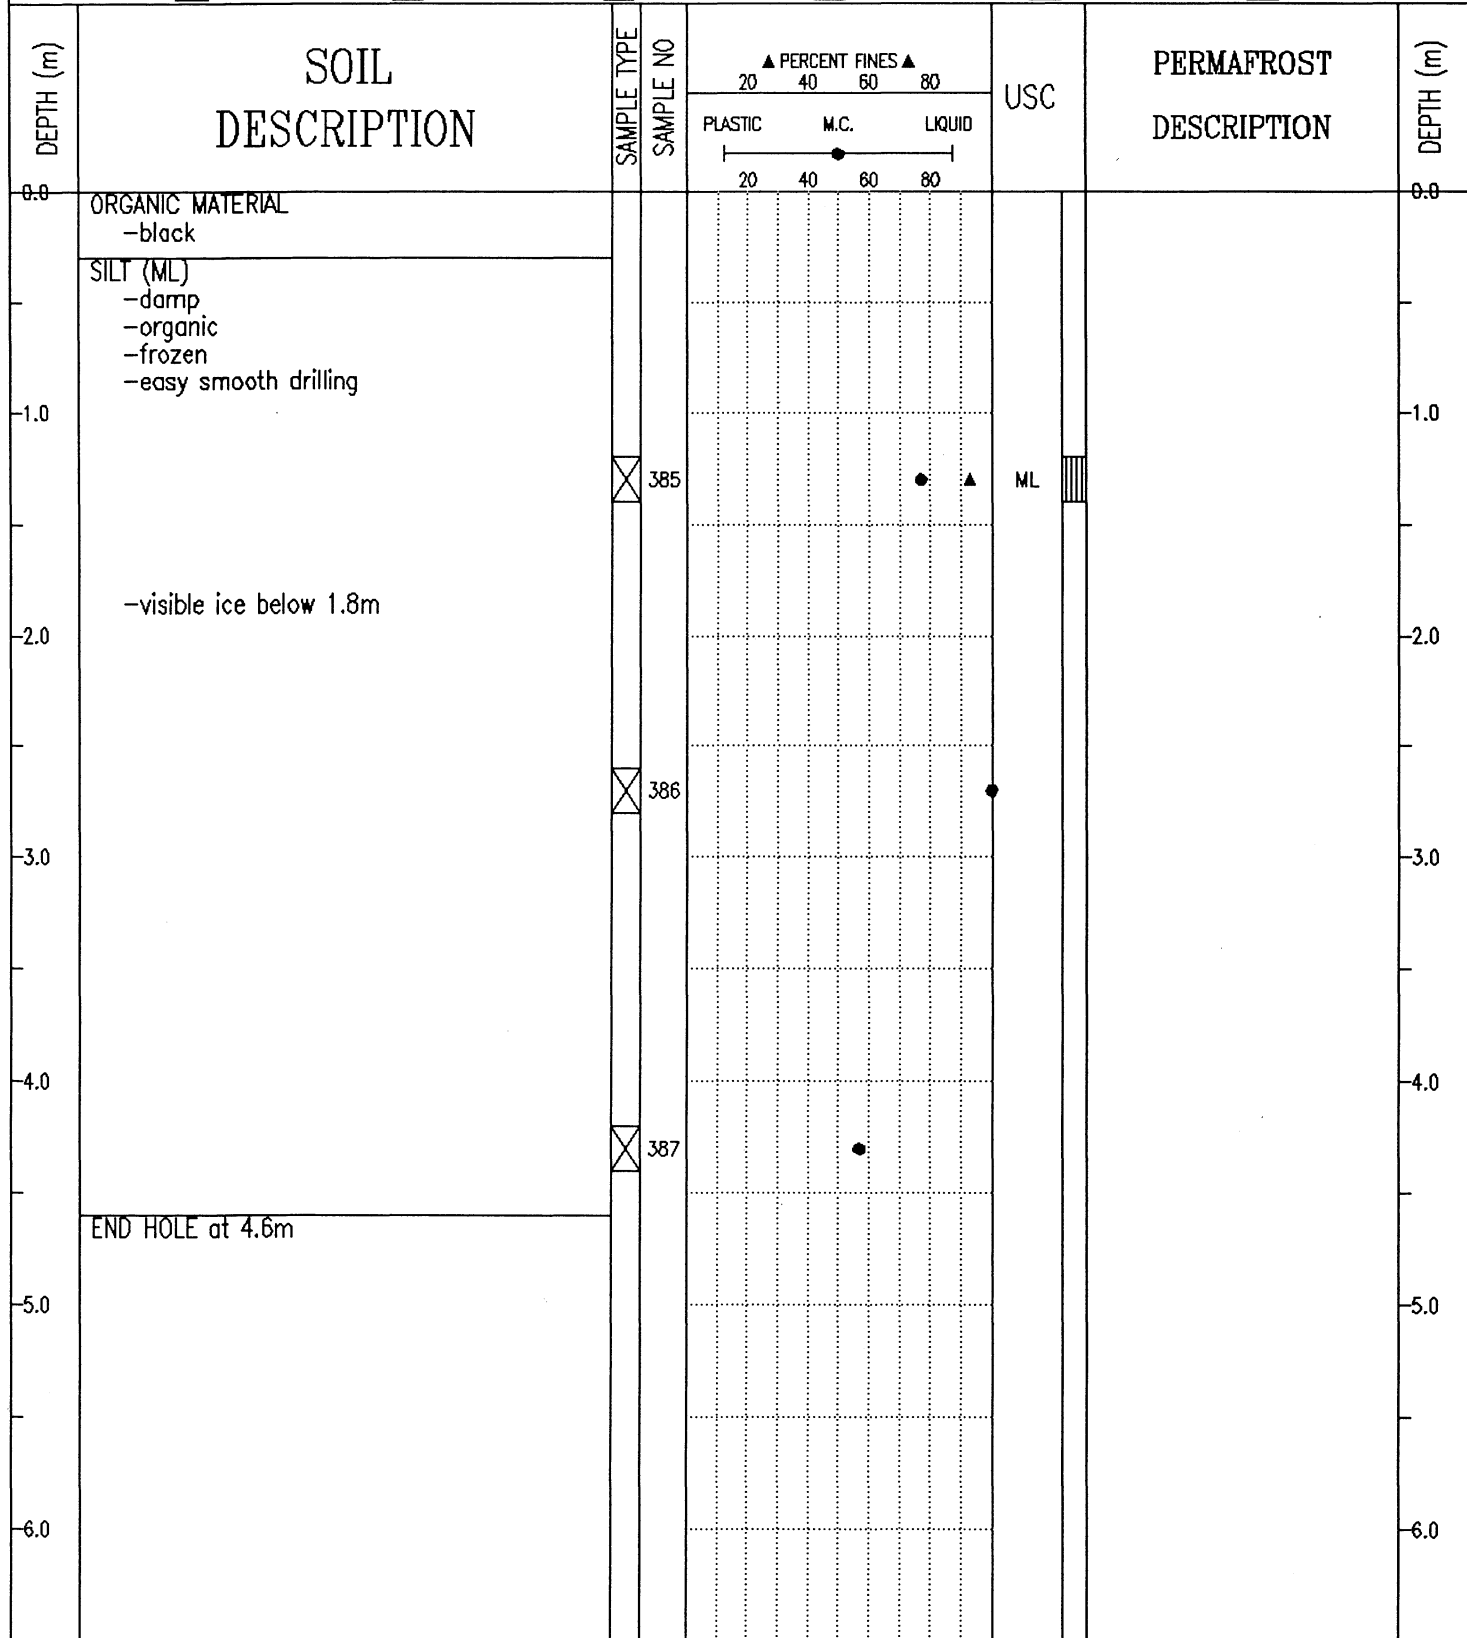 DEPTH (m)
SOIL
DESCRIPTION
SAMPLE TYPE
SAMPLE NO
▲ PERCENT FINES ▲
20 40 60 80
PLASTIC M.C. LIQUID
20 40 60 80
USC
PERMAFROST
DESCRIPTION
DEPTH (m)
0.0 0.0
ORGANIC MATERIAL
-black
SILT (ML)
-damp
-organic
-frozen
-easy smooth drilling
1.0 1.0
385 ML
-visible ice below 1.8m
2.0 2.0
386
3.0 3.0
4.0 4.0
387
END HOLE at 4.6m
5.0 5.0
6.0 6.0